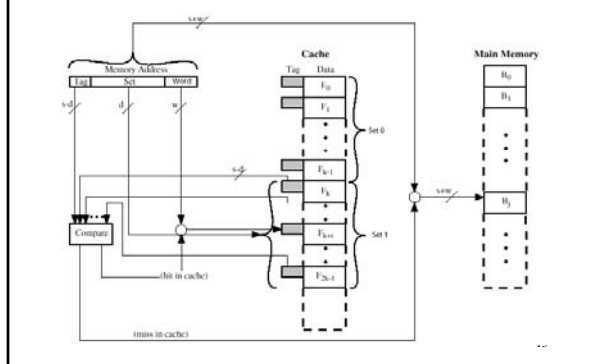 s+w
Cache
Main Memory
Memory Address
Tag Data
Tag Set Word
B₀
F₀
B₁
s-d d w
F₁
Set 0
s-d
Fₖ₋₁
Fₖ
s+w
Bⱼ
Compare
Fₖ₊ᵢ
Set 1
(hit in cache)
F₂ₖ₋₁
(miss in cache)